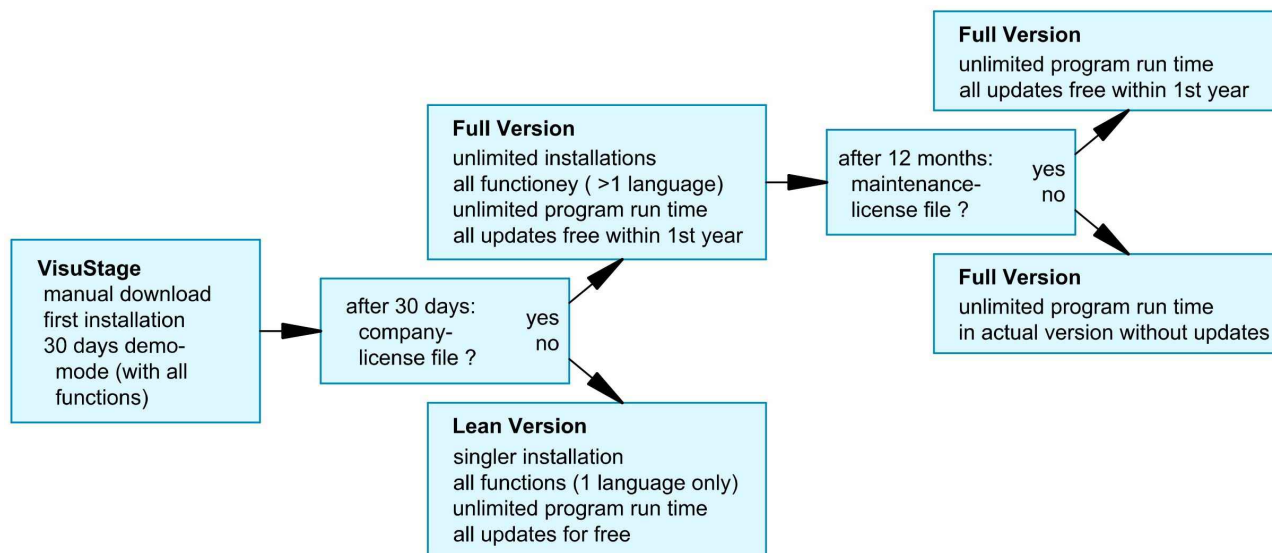 VisuStage
manual download
first installation
30 days demo-
mode (with all
functions)
after 30 days:
company-
license file ?
yes
no
Full Version
unlimited installations
all functioney ( >1 language)
unlimited program run time
all updates free within 1st year
Lean Version
singler installation
all functions (1 language only)
unlimited program run time
all updates for free
after 12 months:
maintenance-
license file ?
yes
no
Full Version
unlimited program run time
all updates free within 1st year
Full Version
unlimited program run time
in actual version without updates